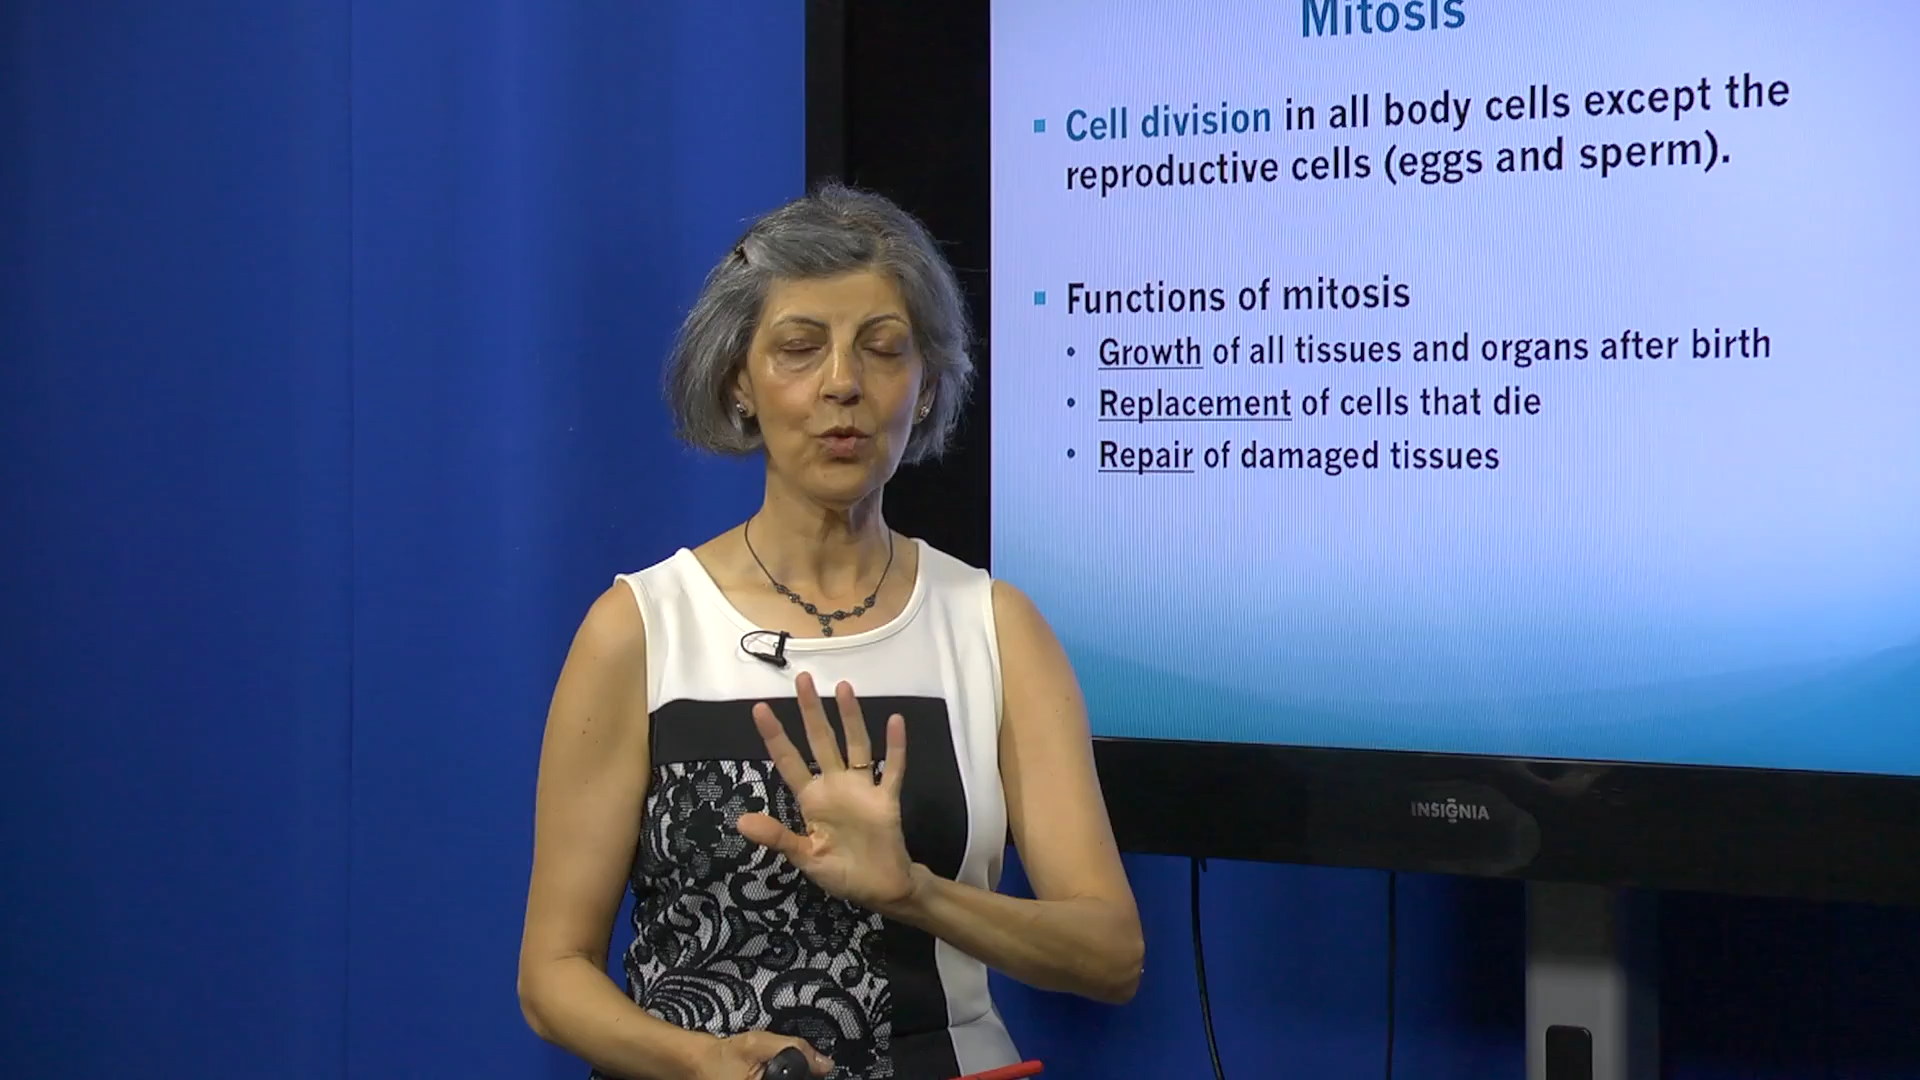 Mitosis
Cell division in all body cells except the
reproductive cells (eggs and sperm).
Functions of mitosis
Growth of all tissues and organs after birth
Replacement of cells that die
Repair of damaged tissues
INSIGNIA